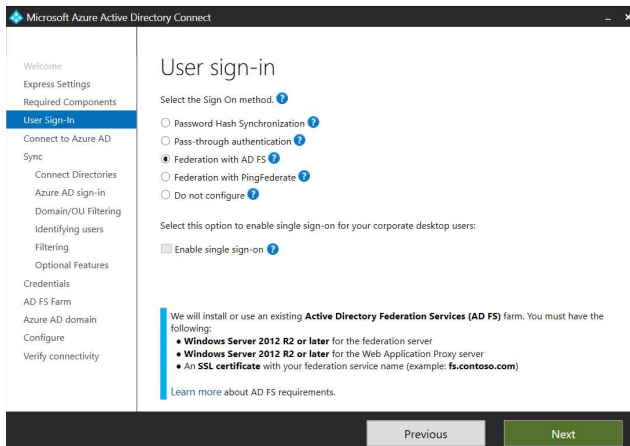 Microsoft Azure Active Directory Connect
Welcome
Express Settings
Required Components
User Sign-In
Connect to Azure AD
Sync
Connect Directories
Azure AD sign-in
Domain/OU Filtering
Identifying users
Filtering
Optional Features
Credentials
AD FS Farm
Azure AD domain
Configure
Verify connectivity
User sign-in
Select the Sign On method. ?
Password Hash Synchronization ?
Pass-through authentication ?
Federation with AD FS ?
Federation with PingFederate ?
Do not configure ?
Select this option to enable single sign-on for your corporate desktop users:
Enable single sign-on ?
We will install or use an existing Active Directory Federation Services (AD FS) farm. You must have the
following:
• Windows Server 2012 R2 or later for the federation server
• Windows Server 2012 R2 or later for the Web Application Proxy server
• An SSL certificate with your federation service name (example: fs.contoso.com)
Learn more about AD FS requirements.
Previous
Next